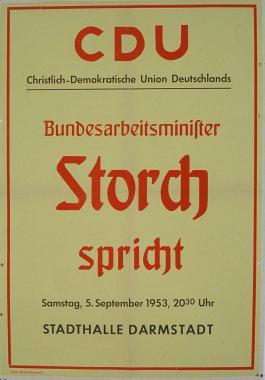 CDU
Christlich-Demokratische Union Deutschlands
Bundesarbeitsminister
Storch
spricht
Samstag, 5. September 1953, 20³⁰ Uhr
STADTHALLE DARMSTADT